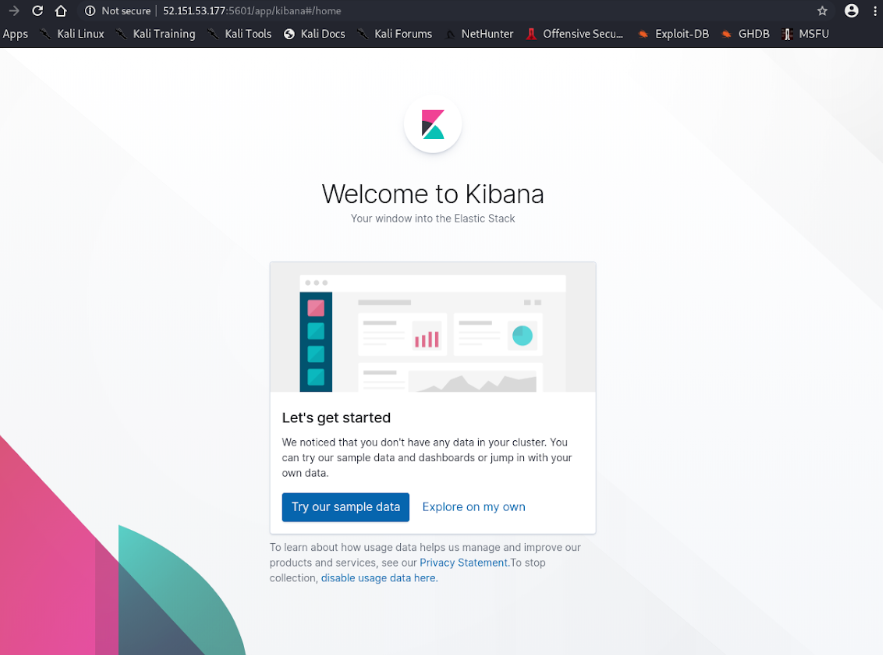 Not secure | 52.151.53.177:5601/app/kibana#/home
Apps Kali Linux Kali Training Kali Tools Kali Docs Kali Forums NetHunter Offensive Secu... Exploit-DB GHDB MSFU
Welcome to Kibana
Your window into the Elastic Stack
Let's get started
We noticed that you don't have any data in your cluster. You
can try our sample data and dashboards or jump in with your
own data.
Try our sample data Explore on my own
To learn about how usage data helps us manage and improve our
products and services, see our Privacy Statement.To stop
collection, disable usage data here.